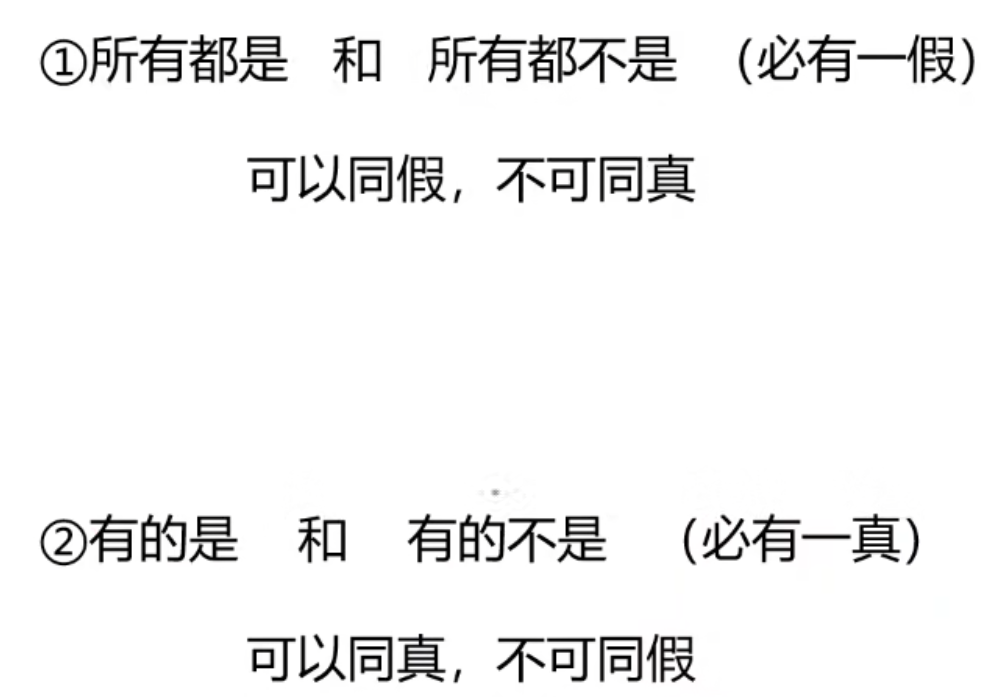 ①所有都是 和 所有都不是 （必有一假）
可以同假，不可同真
②有的是 和 有的不是 （必有一真）
可以同真，不可同假